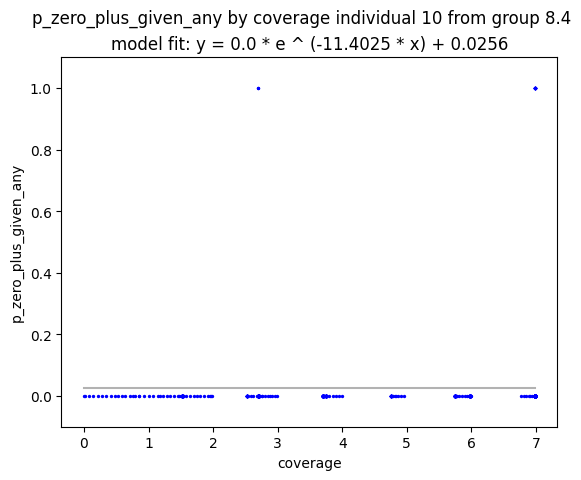 p_zero_plus_given_any by coverage individual 10 from group 8.4
model fit: y = 0.0 * e ^ (-11.4025 * x) + 0.0256
1.0
0.8
0.6
0.4
0.2
0.0
p_zero_plus_given_any
0 1 2 3 4 5 6 7
coverage